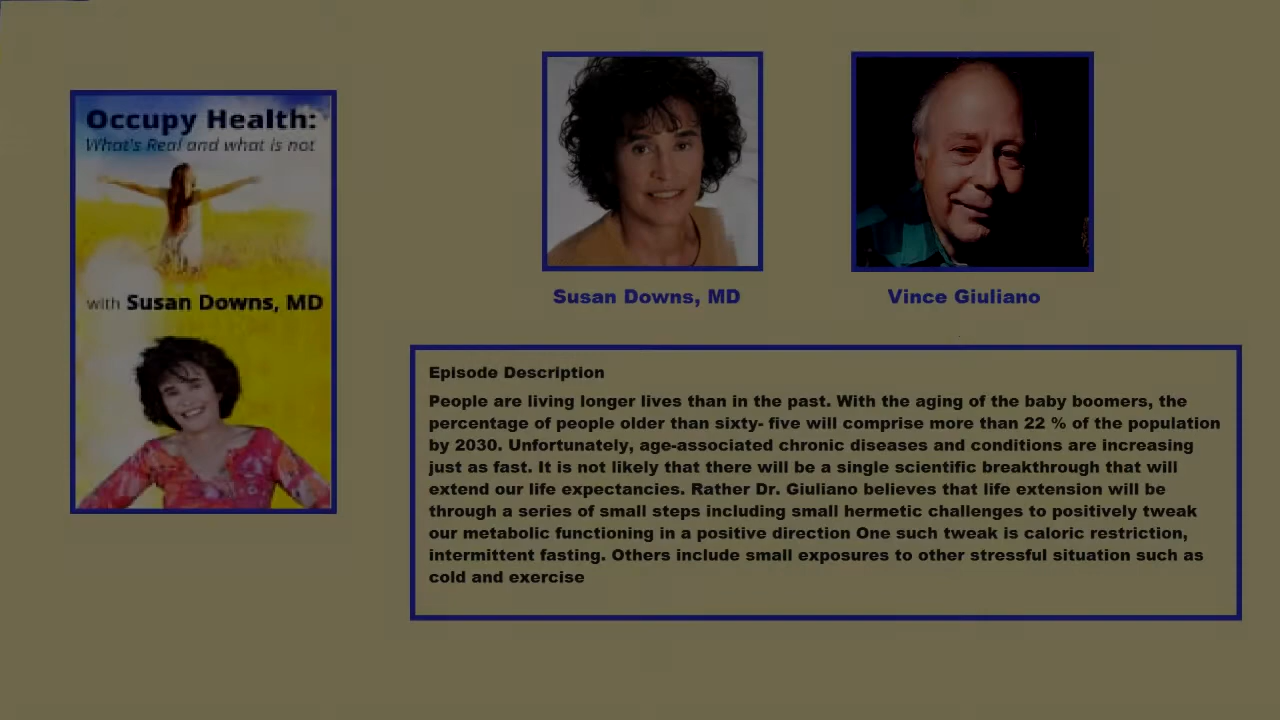 Occupy Health:
What's Real and what is not
with Susan Downs, MD
Susan Downs, MD
Vince Giuliano
Episode Description
People are living longer lives than in the past. With the aging of the baby boomers, the
percentage of people older than sixty- five will comprise more than 22 % of the population
by 2030. Unfortunately, age-associated chronic diseases and conditions are increasing
just as fast. It is not likely that there will be a single scientific breakthrough that will
extend our life expectancies. Rather Dr. Giuliano believes that life extension will be
through a series of small steps including small hermetic challenges to positively tweak
our metabolic functioning in a positive direction One such tweak is caloric restriction,
intermittent fasting. Others include small exposures to other stressful situation such as
cold and exercise